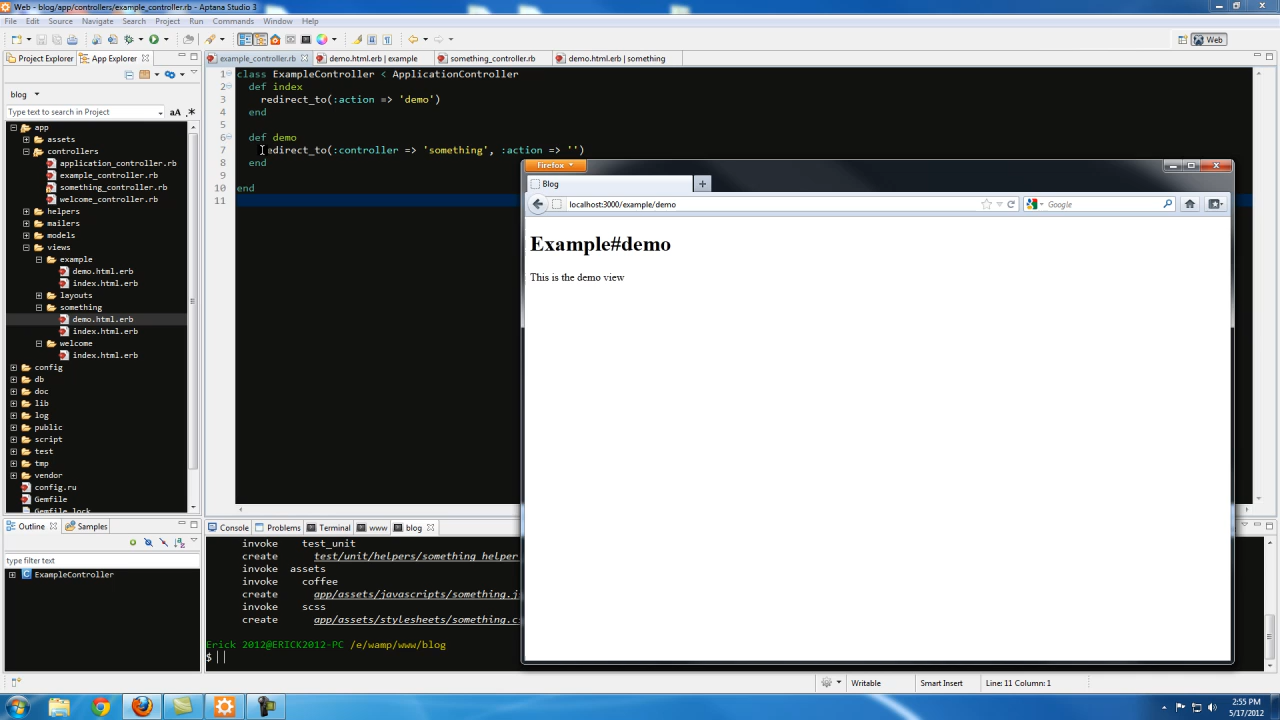 Web - blog/app/controllers/example_controller.rb - Aptana Studio 3
File Edit Source Navigate Search Project Run Commands Window Help
Web
Project Explorer App Explorer
example_controller.rb demo.html.erb | example something_controller.rb demo.html.erb | something
blog
Type text to search in Project
aA .*
app
assets
controllers
application_controller.rb
example_controller.rb
something_controller.rb
welcome_controller.rb
helpers
mailers
models
views
example
demo.html.erb
index.html.erb
layouts
something
demo.html.erb
index.html.erb
welcome
index.html.erb
config
db
doc
lib
log
public
script
test
tmp
vendor
config.ru
Gemfile
Gemfile.lock
1 class ExampleController < ApplicationController
2 def index
3 redirect_to(:action => 'demo')
4 end
5
6 def demo
7 redirect_to(:controller => 'something', :action => '')
8 end
9
10 end
11
Firefox
Blog
localhost:3000/example/demo
Google
Example#demo
This is the demo view
Outline Samples
type filter text
ExampleController
Console Problems Terminal www blog
invoke test_unit
create test/unit/helpers/something_helper
invoke assets
invoke coffee
create app/assets/javascripts/something.j
invoke scss
create app/assets/stylesheets/something.c
Erick 2012@ERICK2012-PC /e/wamp/www/blog
$
Writable Smart Insert Line: 11 Column: 1
2:55 PM
5/17/2012